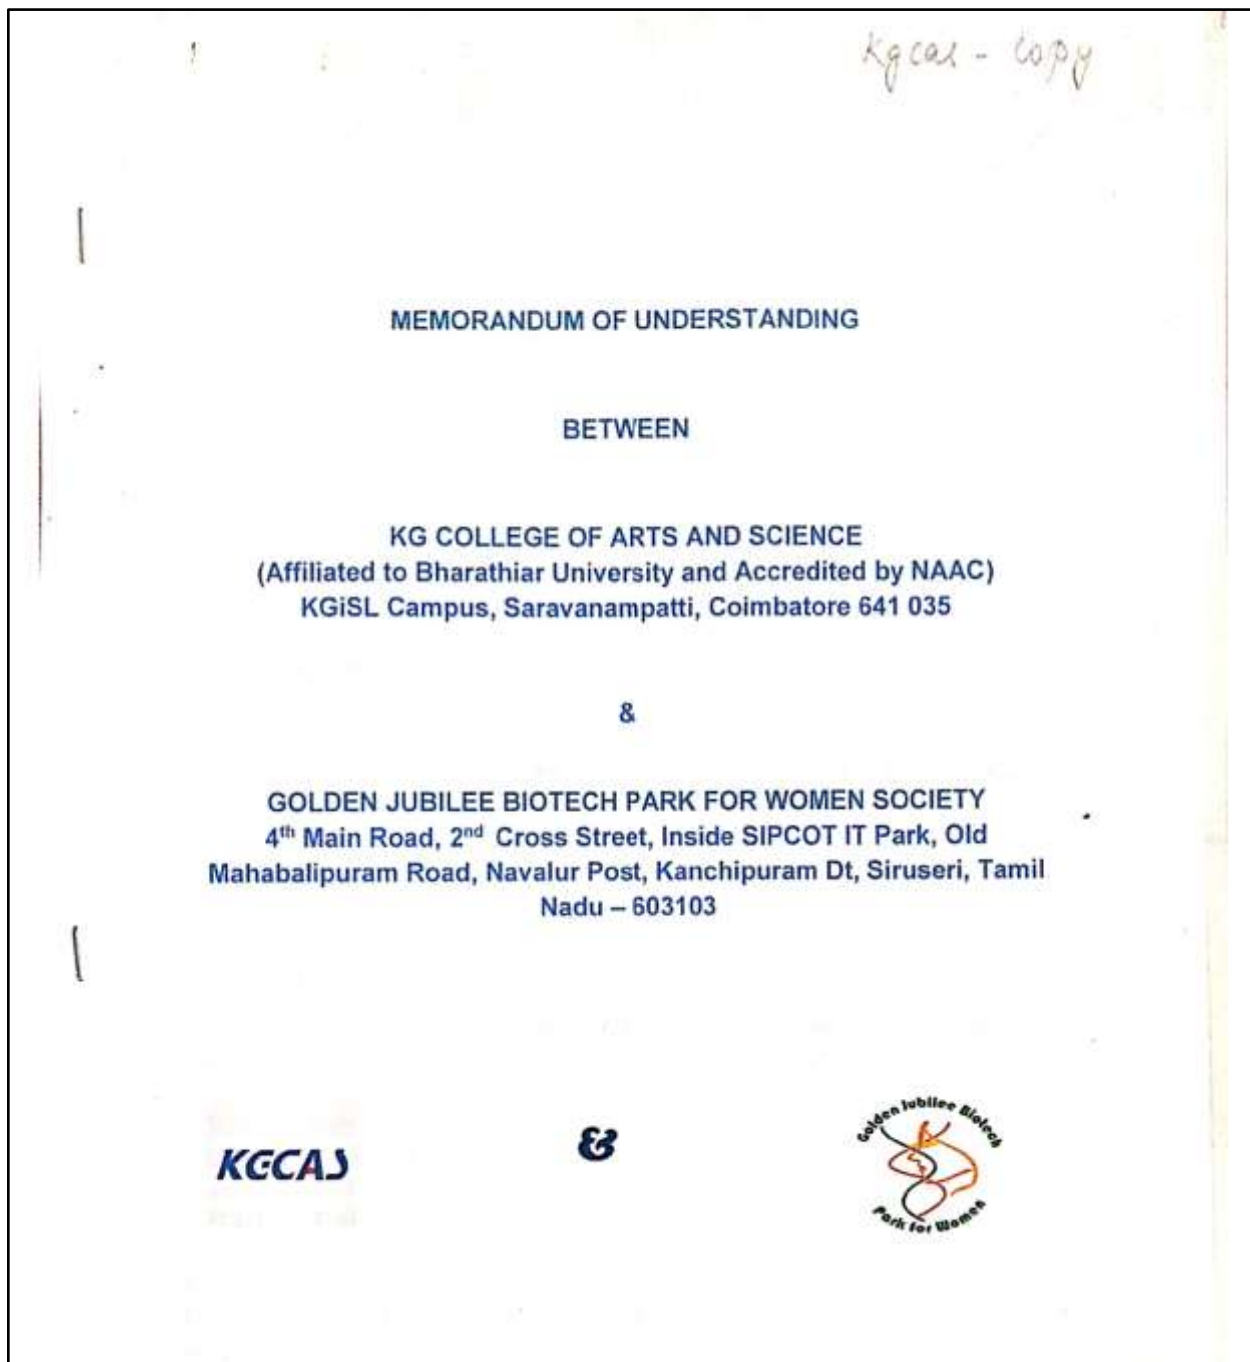 Kgcas - Copy
MEMORANDUM OF UNDERSTANDING
BETWEEN
KG COLLEGE OF ARTS AND SCIENCE
(Affiliated to Bharathiar University and Accredited by NAAC)
KGiSL Campus, Saravanampatti, Coimbatore 641 035
&
GOLDEN JUBILEE BIOTECH PARK FOR WOMEN SOCIETY
4th Main Road, 2nd Cross Street, Inside SIPCOT IT Park, Old
Mahabalipuram Road, Navalur Post, Kanchipuram Dt, Siruseri, Tamil
Nadu – 603103
KGCAS
&
Golden Jubilee Biotech
Park for Women